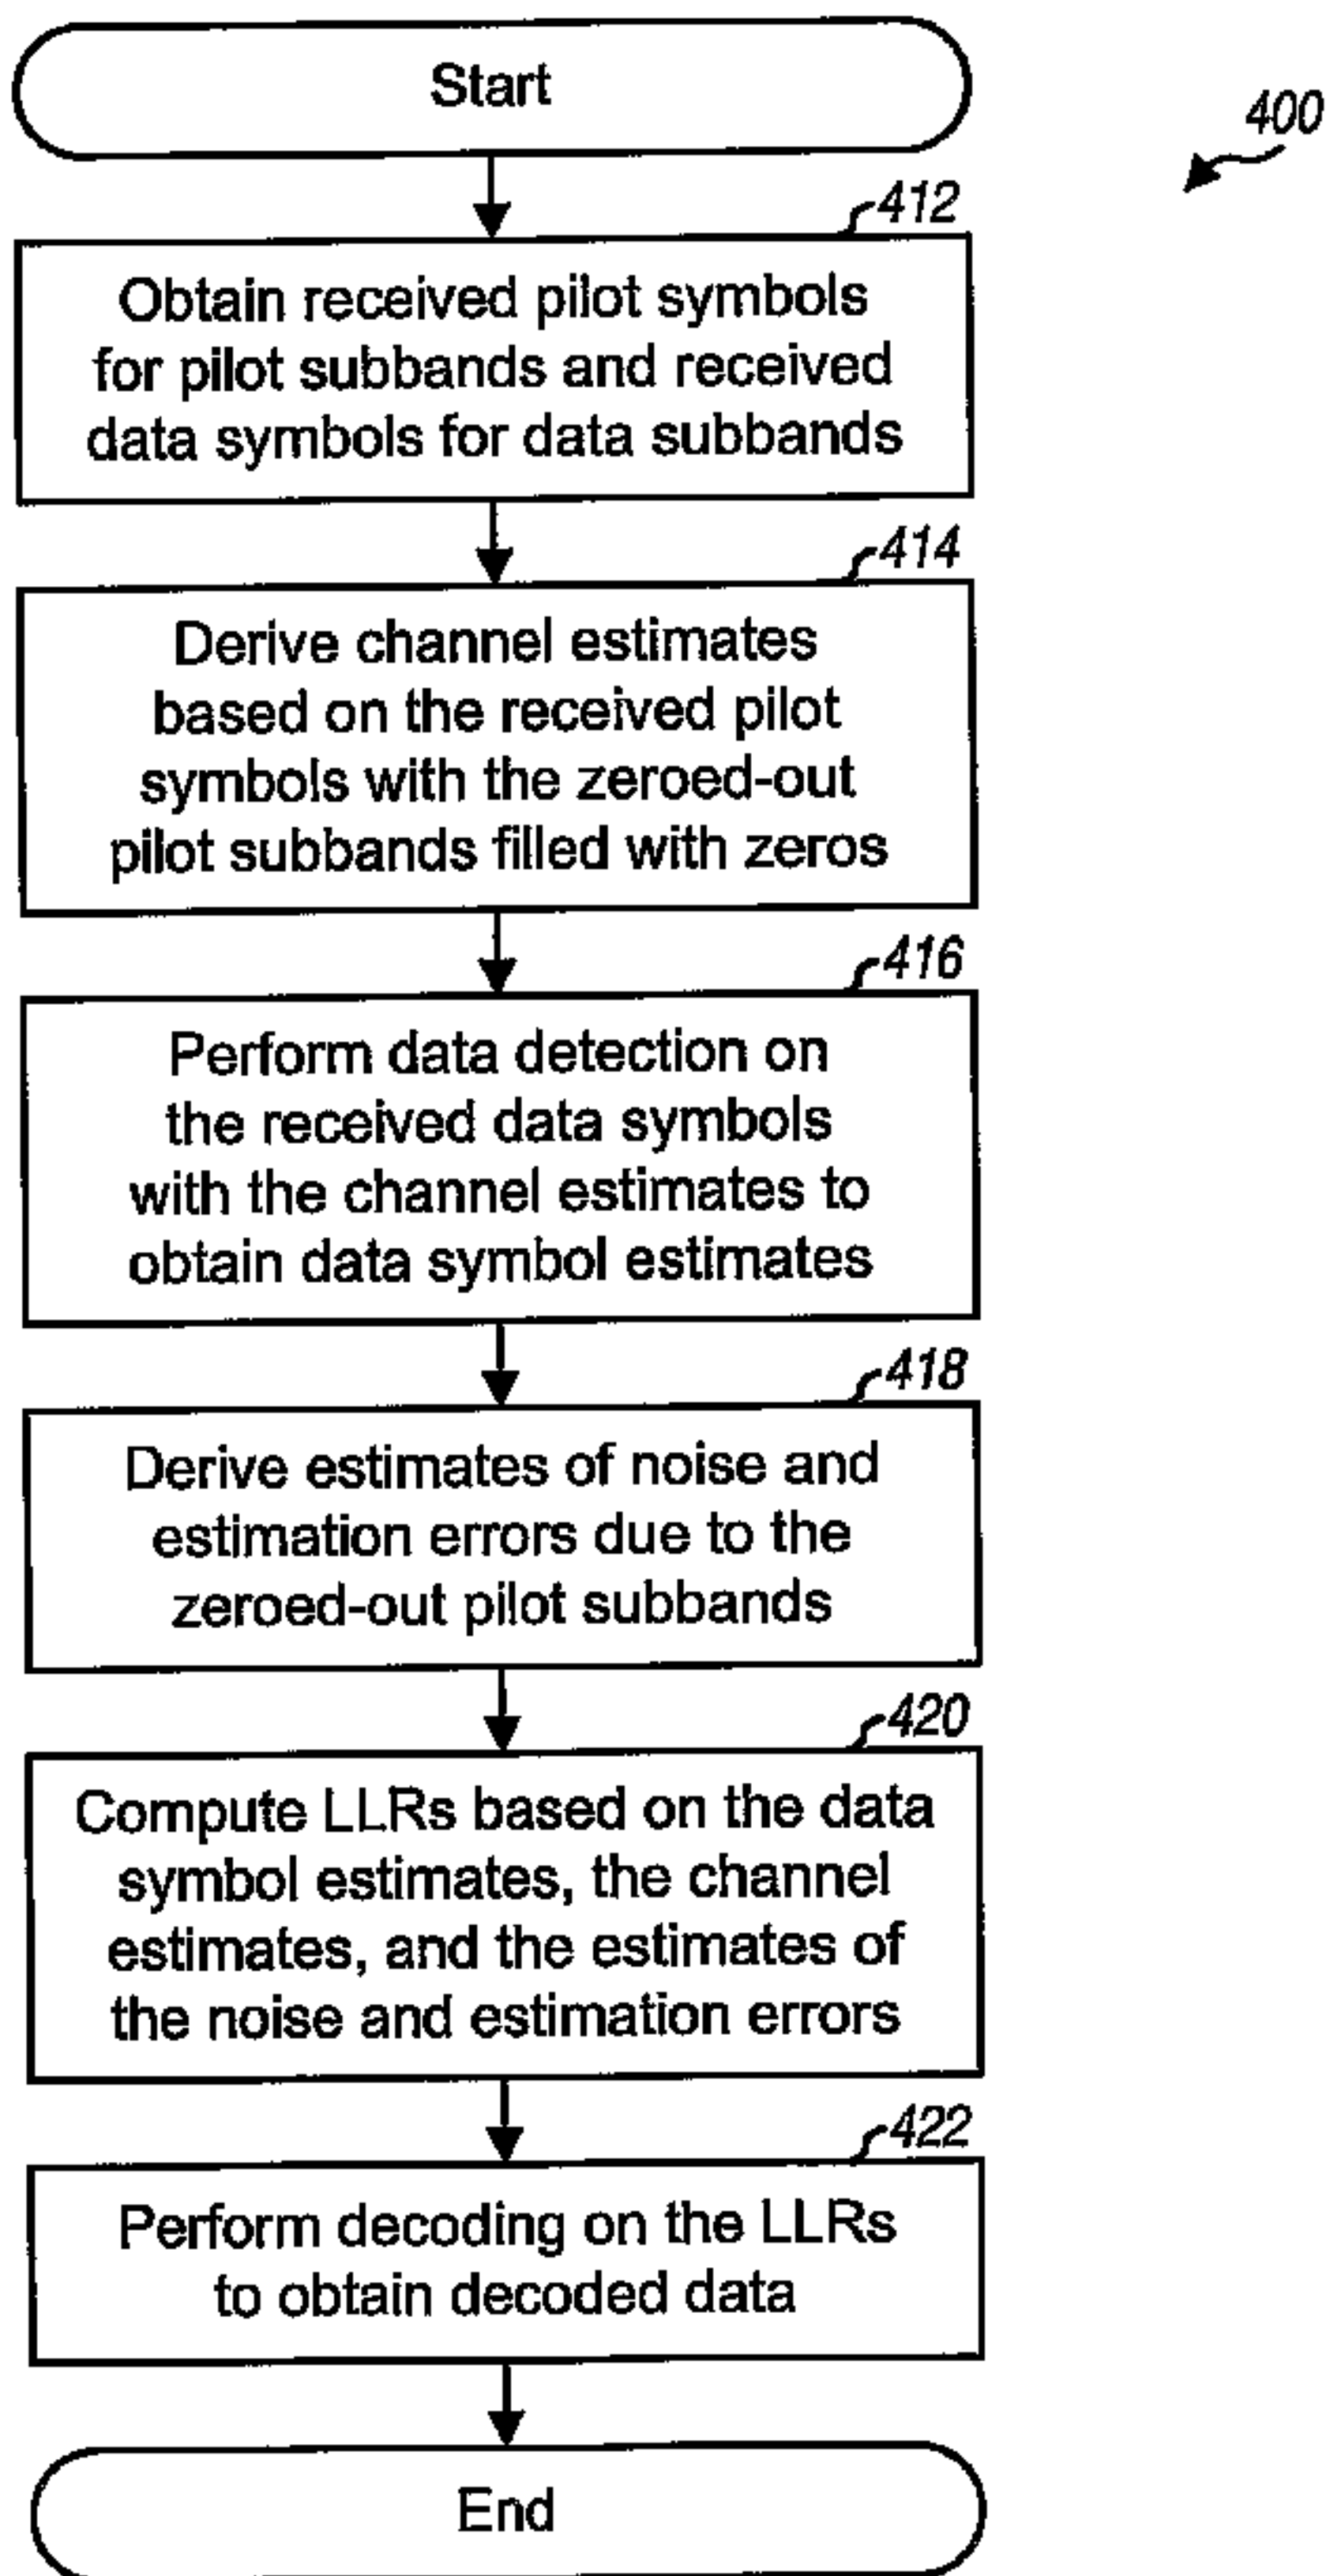 Start
400
412
Obtain received pilot symbols
for pilot subbands and received
data symbols for data subbands
414
Derive channel estimates
based on the received pilot
symbols with the zeroed-out
pilot subbands filled with zeros
416
Perform data detection on
the received data symbols
with the channel estimates to
obtain data symbol estimates
418
Derive estimates of noise and
estimation errors due to the
zeroed-out pilot subbands
420
Compute LLRs based on the data
symbol estimates, the channel
estimates, and the estimates of
the noise and estimation errors
422
Perform decoding on the LLRs
to obtain decoded data
End